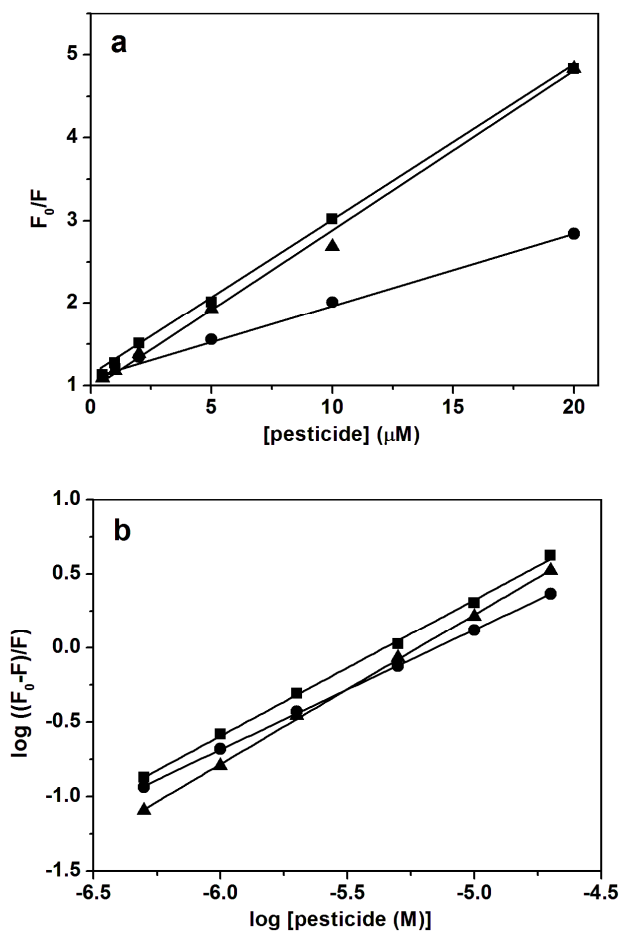 a
5
4
3
2
1
F0/F
0 5 10 15 20
[pesticide] (μM)
b
1.0
0.5
0.0
-0.5
-1.0
-1.5
log ((F0-F)/F)
-6.5 -6.0 -5.5 -5.0 -4.5
log [pesticide (M)]